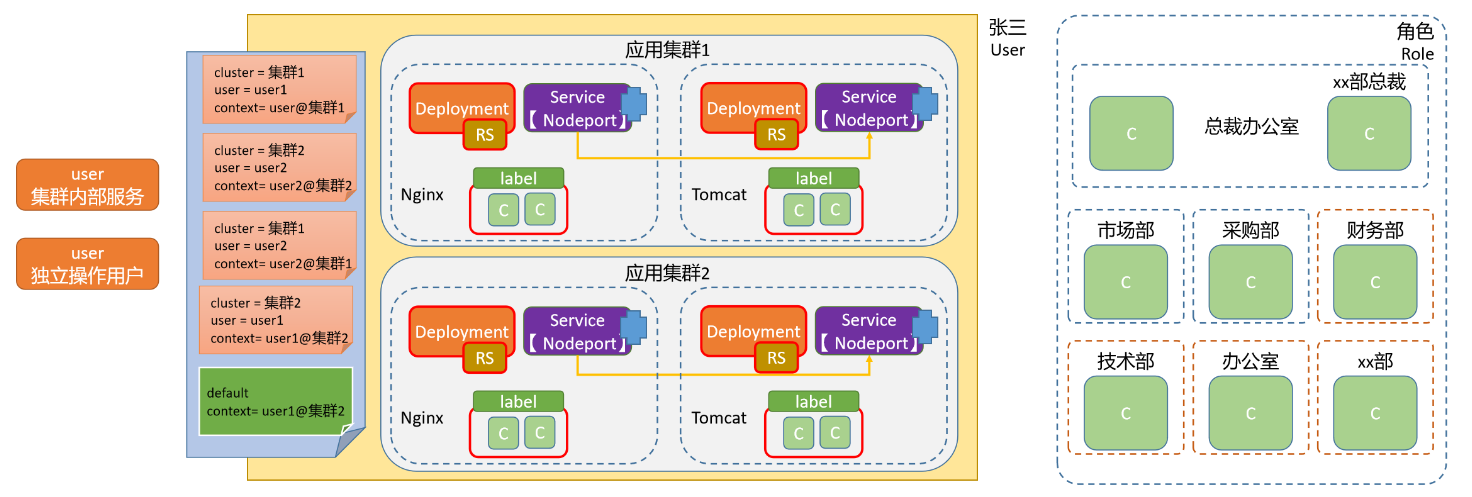 user
集群内部服务
user
独立操作用户
cluster = 集群1
user = user1
context= user@集群1
cluster = 集群2
user = user2
context= user2@集群2
cluster = 集群1
user = user2
context= user2@集群1
cluster = 集群2
user = user1
context= user1@集群2
default
context= user1@集群2
应用集群1
Deployment
RS
Service
【 Nodeport】
Nginx
label
C C
Deployment
RS
Service
【 Nodeport】
Tomcat
label
C C
应用集群2
Deployment
RS
Service
【 Nodeport】
Nginx
label
C C
Deployment
RS
Service
【 Nodeport】
Tomcat
label
C C
张三
User
角色
Role
xx部总裁
C 总裁办公室 C
市场部 采购部 财务部
C C C
技术部 办公室 xx部
C C C